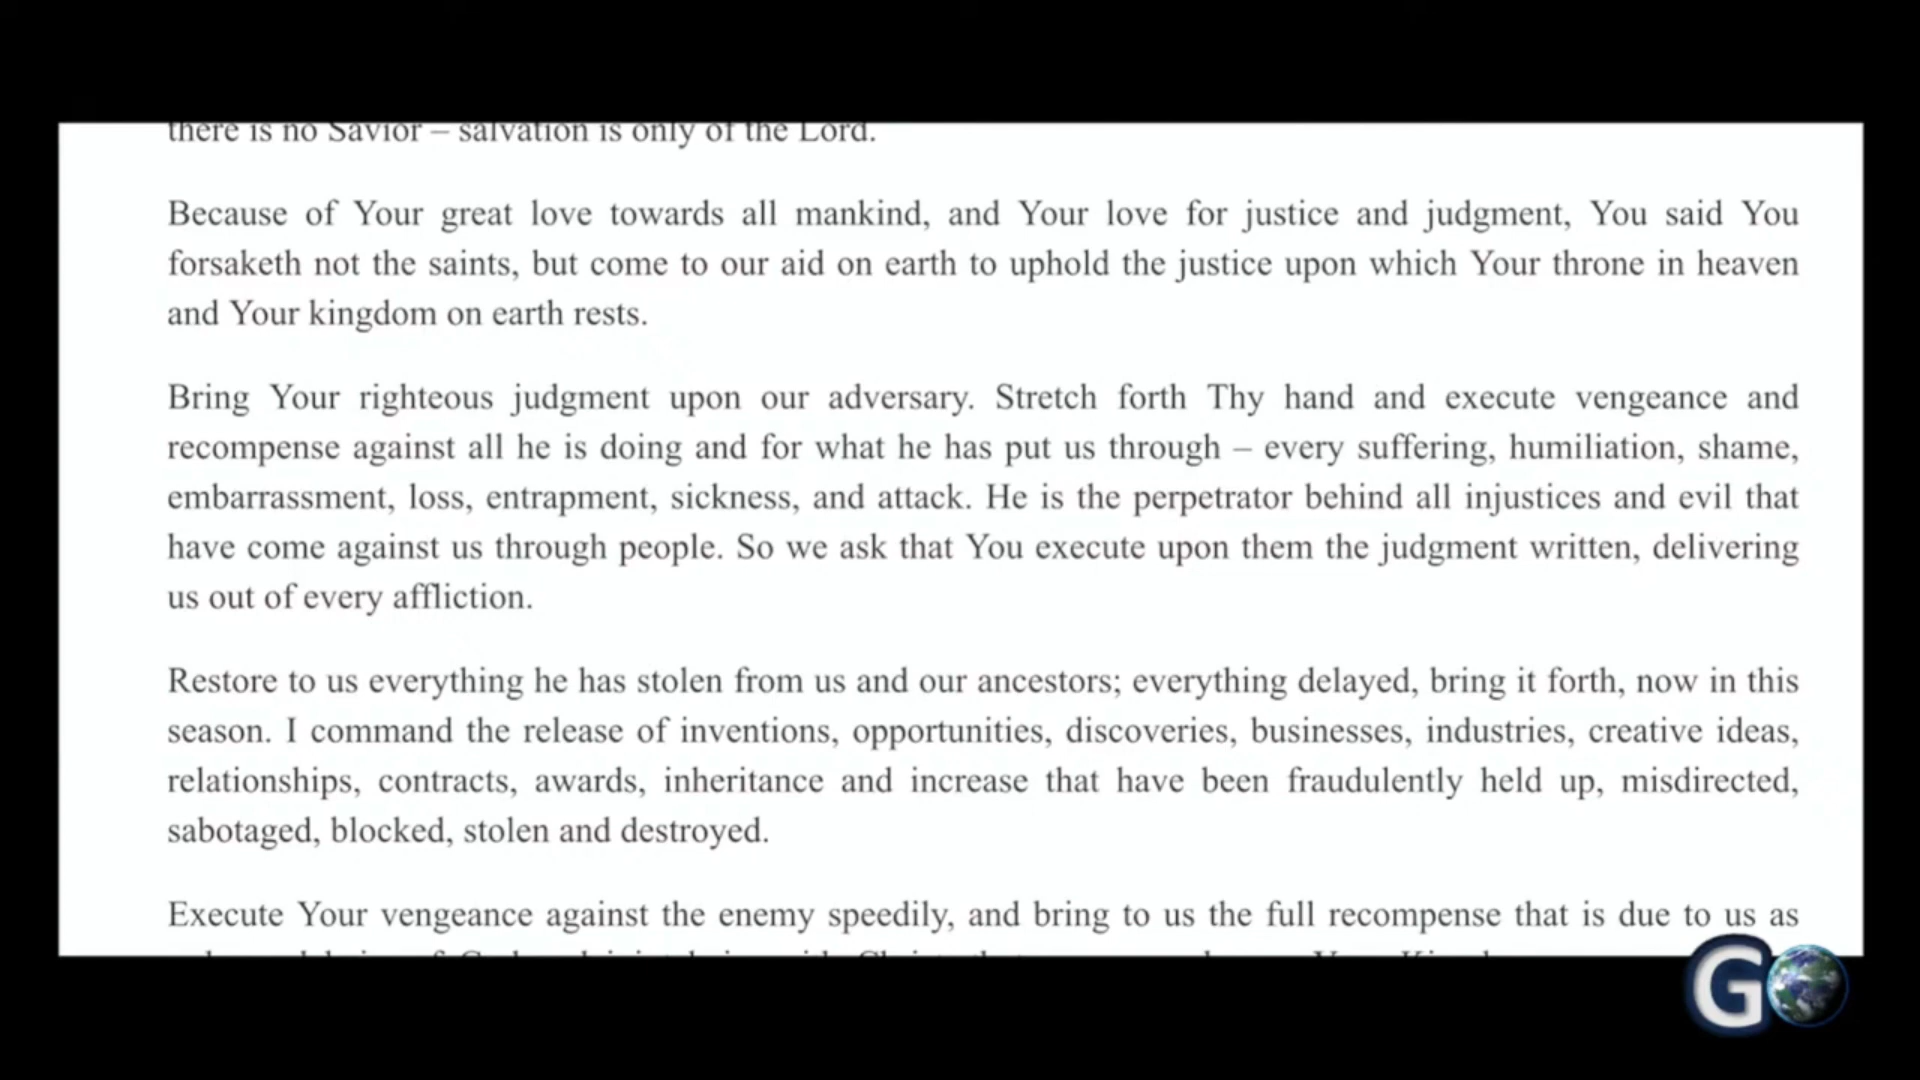 there is no Savior – salvation is only of the Lord.
Because of Your great love towards all mankind, and Your love for justice and judgment, You said You
forsaketh not the saints, but come to our aid on earth to uphold the justice upon which Your throne in heaven
and Your kingdom on earth rests.
Bring Your righteous judgment upon our adversary. Stretch forth Thy hand and execute vengeance and
recompense against all he is doing and for what he has put us through – every suffering, humiliation, shame,
embarrassment, loss, entrapment, sickness, and attack. He is the perpetrator behind all injustices and evil that
have come against us through people. So we ask that You execute upon them the judgment written, delivering
us out of every affliction.
Restore to us everything he has stolen from us and our ancestors; everything delayed, bring it forth, now in this
season. I command the release of inventions, opportunities, discoveries, businesses, industries, creative ideas,
relationships, contracts, awards, inheritance and increase that have been fraudulently held up, misdirected,
sabotaged, blocked, stolen and destroyed.
Execute Your vengeance against the enemy speedily, and bring to us the full recompense that is due to us as
GO